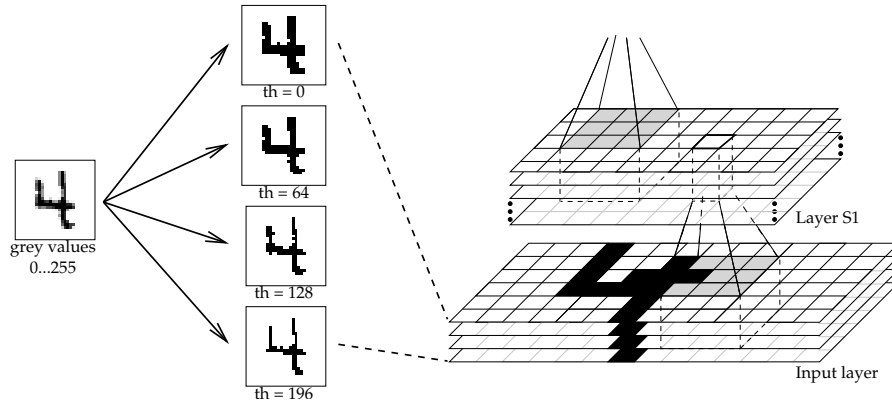 th = 0
th = 64
grey values
0...255
th = 128
th = 196
Layer S1
Input layer